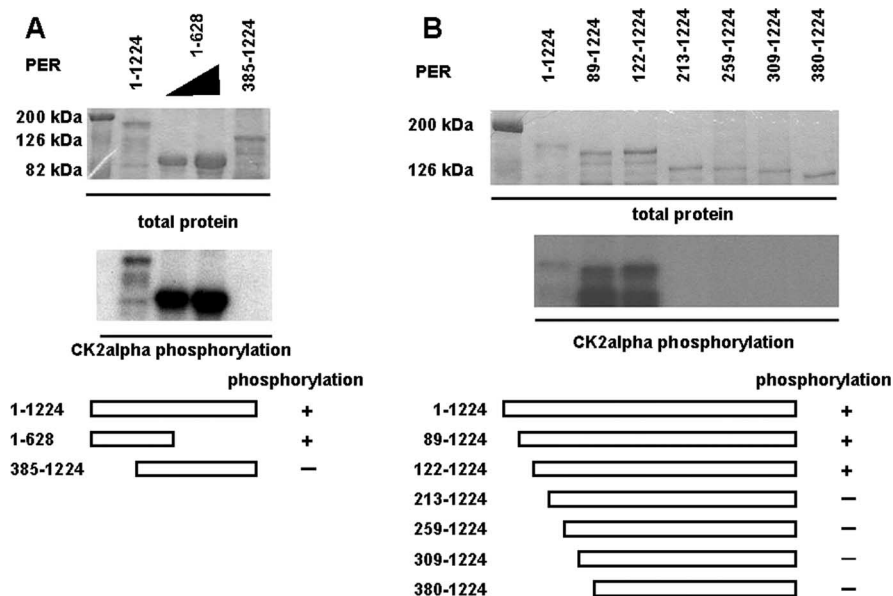 A
PER
1-1224
1-628
385-1224
200 kDa
126 kDa
82 kDa
total protein
CK2alpha phosphorylation
phosphorylation
1-1224 +
1-628 +
385-1224 −
B
PER
1-1224
89-1224
122-1224
213-1224
259-1224
309-1224
380-1224
200 kDa
126 kDa
total protein
CK2alpha phosphorylation
phosphorylation
1-1224 +
89-1224 +
122-1224 +
213-1224 −
259-1224 −
309-1224 −
380-1224 −